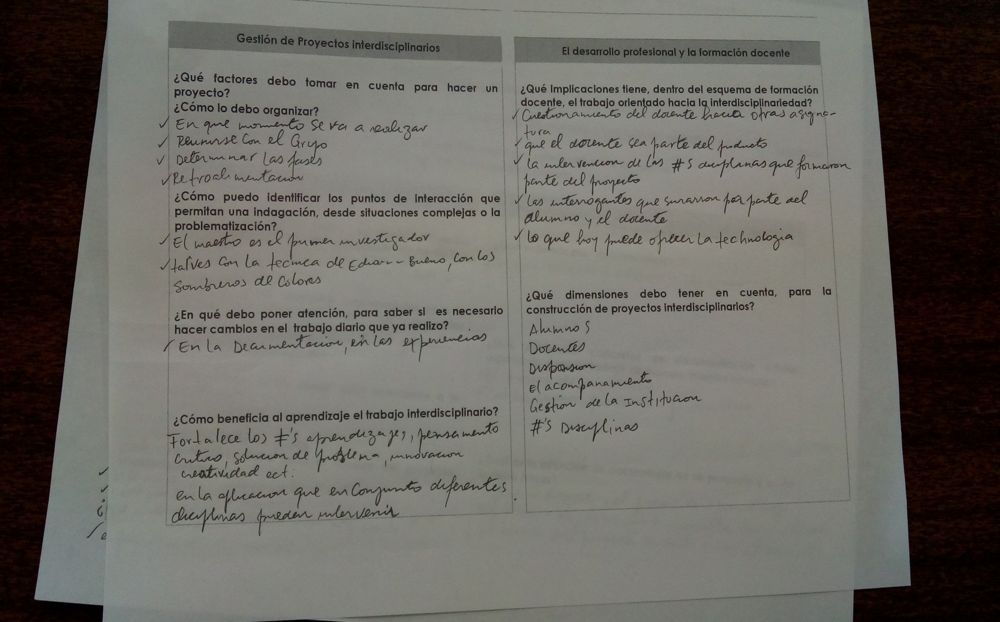 Gestión de Proyectos interdisciplinarios
¿Qué factores debo tomar en cuenta para hacer un
proyecto?
¿Cómo lo debo organizar?
✓ En que momento se va a realizar
✓ Reunirse con el Grupo
✓ Determinar Las fases
✓ Retroalimentacion
¿Cómo puedo identificar los puntos de interacción que
permitan una indagación, desde situaciones complejas o la
problematización?
✓ El maestro es el primer investigador
✓ talves con la tecnica de Bueno, con los
Sombreros de Colores
¿En qué debo poner atención, para saber si es necesario
hacer cambios en el trabajo diario que ya realizo?
✓ En la Documentacion, en las experiencias
¿Cómo beneficia al aprendizaje el trabajo interdisciplinario?
Fortalece los #'s aprendizajes, pensamento
critico, solucion de problema, innovacion
creatividad ect.
en la aplicacion que en conjunto diferentes
disciplinas pueden intervenir
El desarrollo profesional y la formación docente
¿Qué implicaciones tiene, dentro del esquema de formación
docente, el trabajo orientado hacia la interdisciplinariedad?
✓ Cuestionamiento del docente hacia otras asigna-
tura
✓ que el docente sea parte del producto
✓ la intervencion de las #s diciplinas que formaron
parte del proyecto
✓ las interrogantes que por parte del
alumno y el docente
✓ lo que hoy puede ofrecer La technologia
¿Qué dimensiones debo tener en cuenta, para la
construcción de proyectos interdisciplinarios?
Alumnos
Docentes
Disposision
El acompanamiento
Gestion de la Institucion
#'s Disciplinas